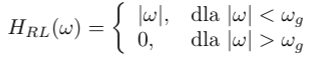 H_{RL}(ω) = { |ω|, dla |ω| < ω_g
0, dla |ω| > ω_g